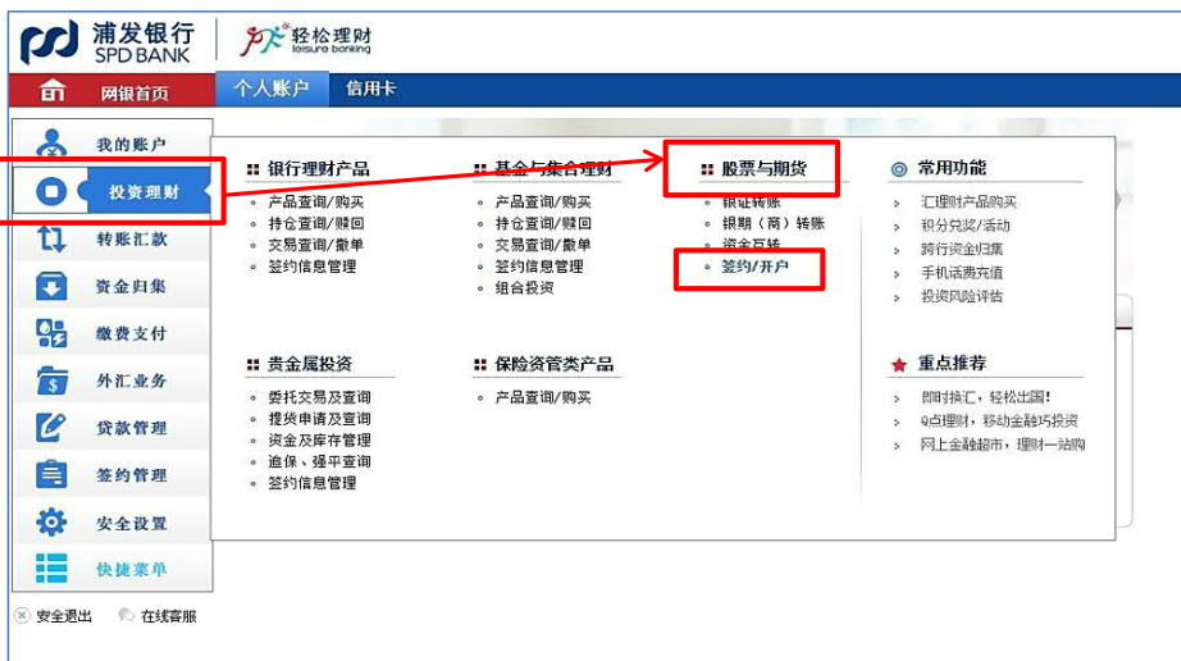 浦发银行
SPD BANK
轻松理财
leisure banking
网银首页
个人账户
信用卡
我的账户
投资理财
转账汇款
资金归集
缴费支付
外汇业务
贷款管理
签约管理
安全设置
快捷菜单
安全退出
在线客服
银行理财产品
产品查询/购买
持仓查询/赎回
交易查询/撤单
签约信息管理
基金与集合理财
产品查询/购买
持仓查询/赎回
交易查询/撤单
签约信息管理
组合投资
股票与期货
银证转账
银期（商）转账
资金互转
签约/开户
常用功能
汇理财产品购买
积分兑奖/活动
跨行资金归集
手机话费充值
投资风险评估
贵金属投资
委托交易及查询
提货申请及查询
资金及库存管理
追保、强平查询
签约信息管理
保险资管类产品
产品查询/购买
重点推荐
即时换汇，轻松出国！
Q点理财，移动金融巧投资
网上金融超市，理财一站购